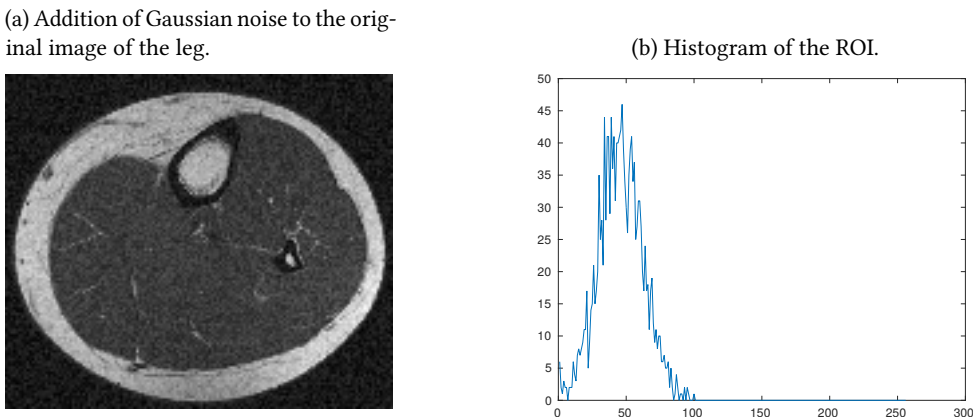 (a) Addition of Gaussian noise to the orig-
inal image of the leg.
(b) Histogram of the ROI.
50
45
40
35
30
25
20
15
10
5
0
0 50 100 150 200 250 300